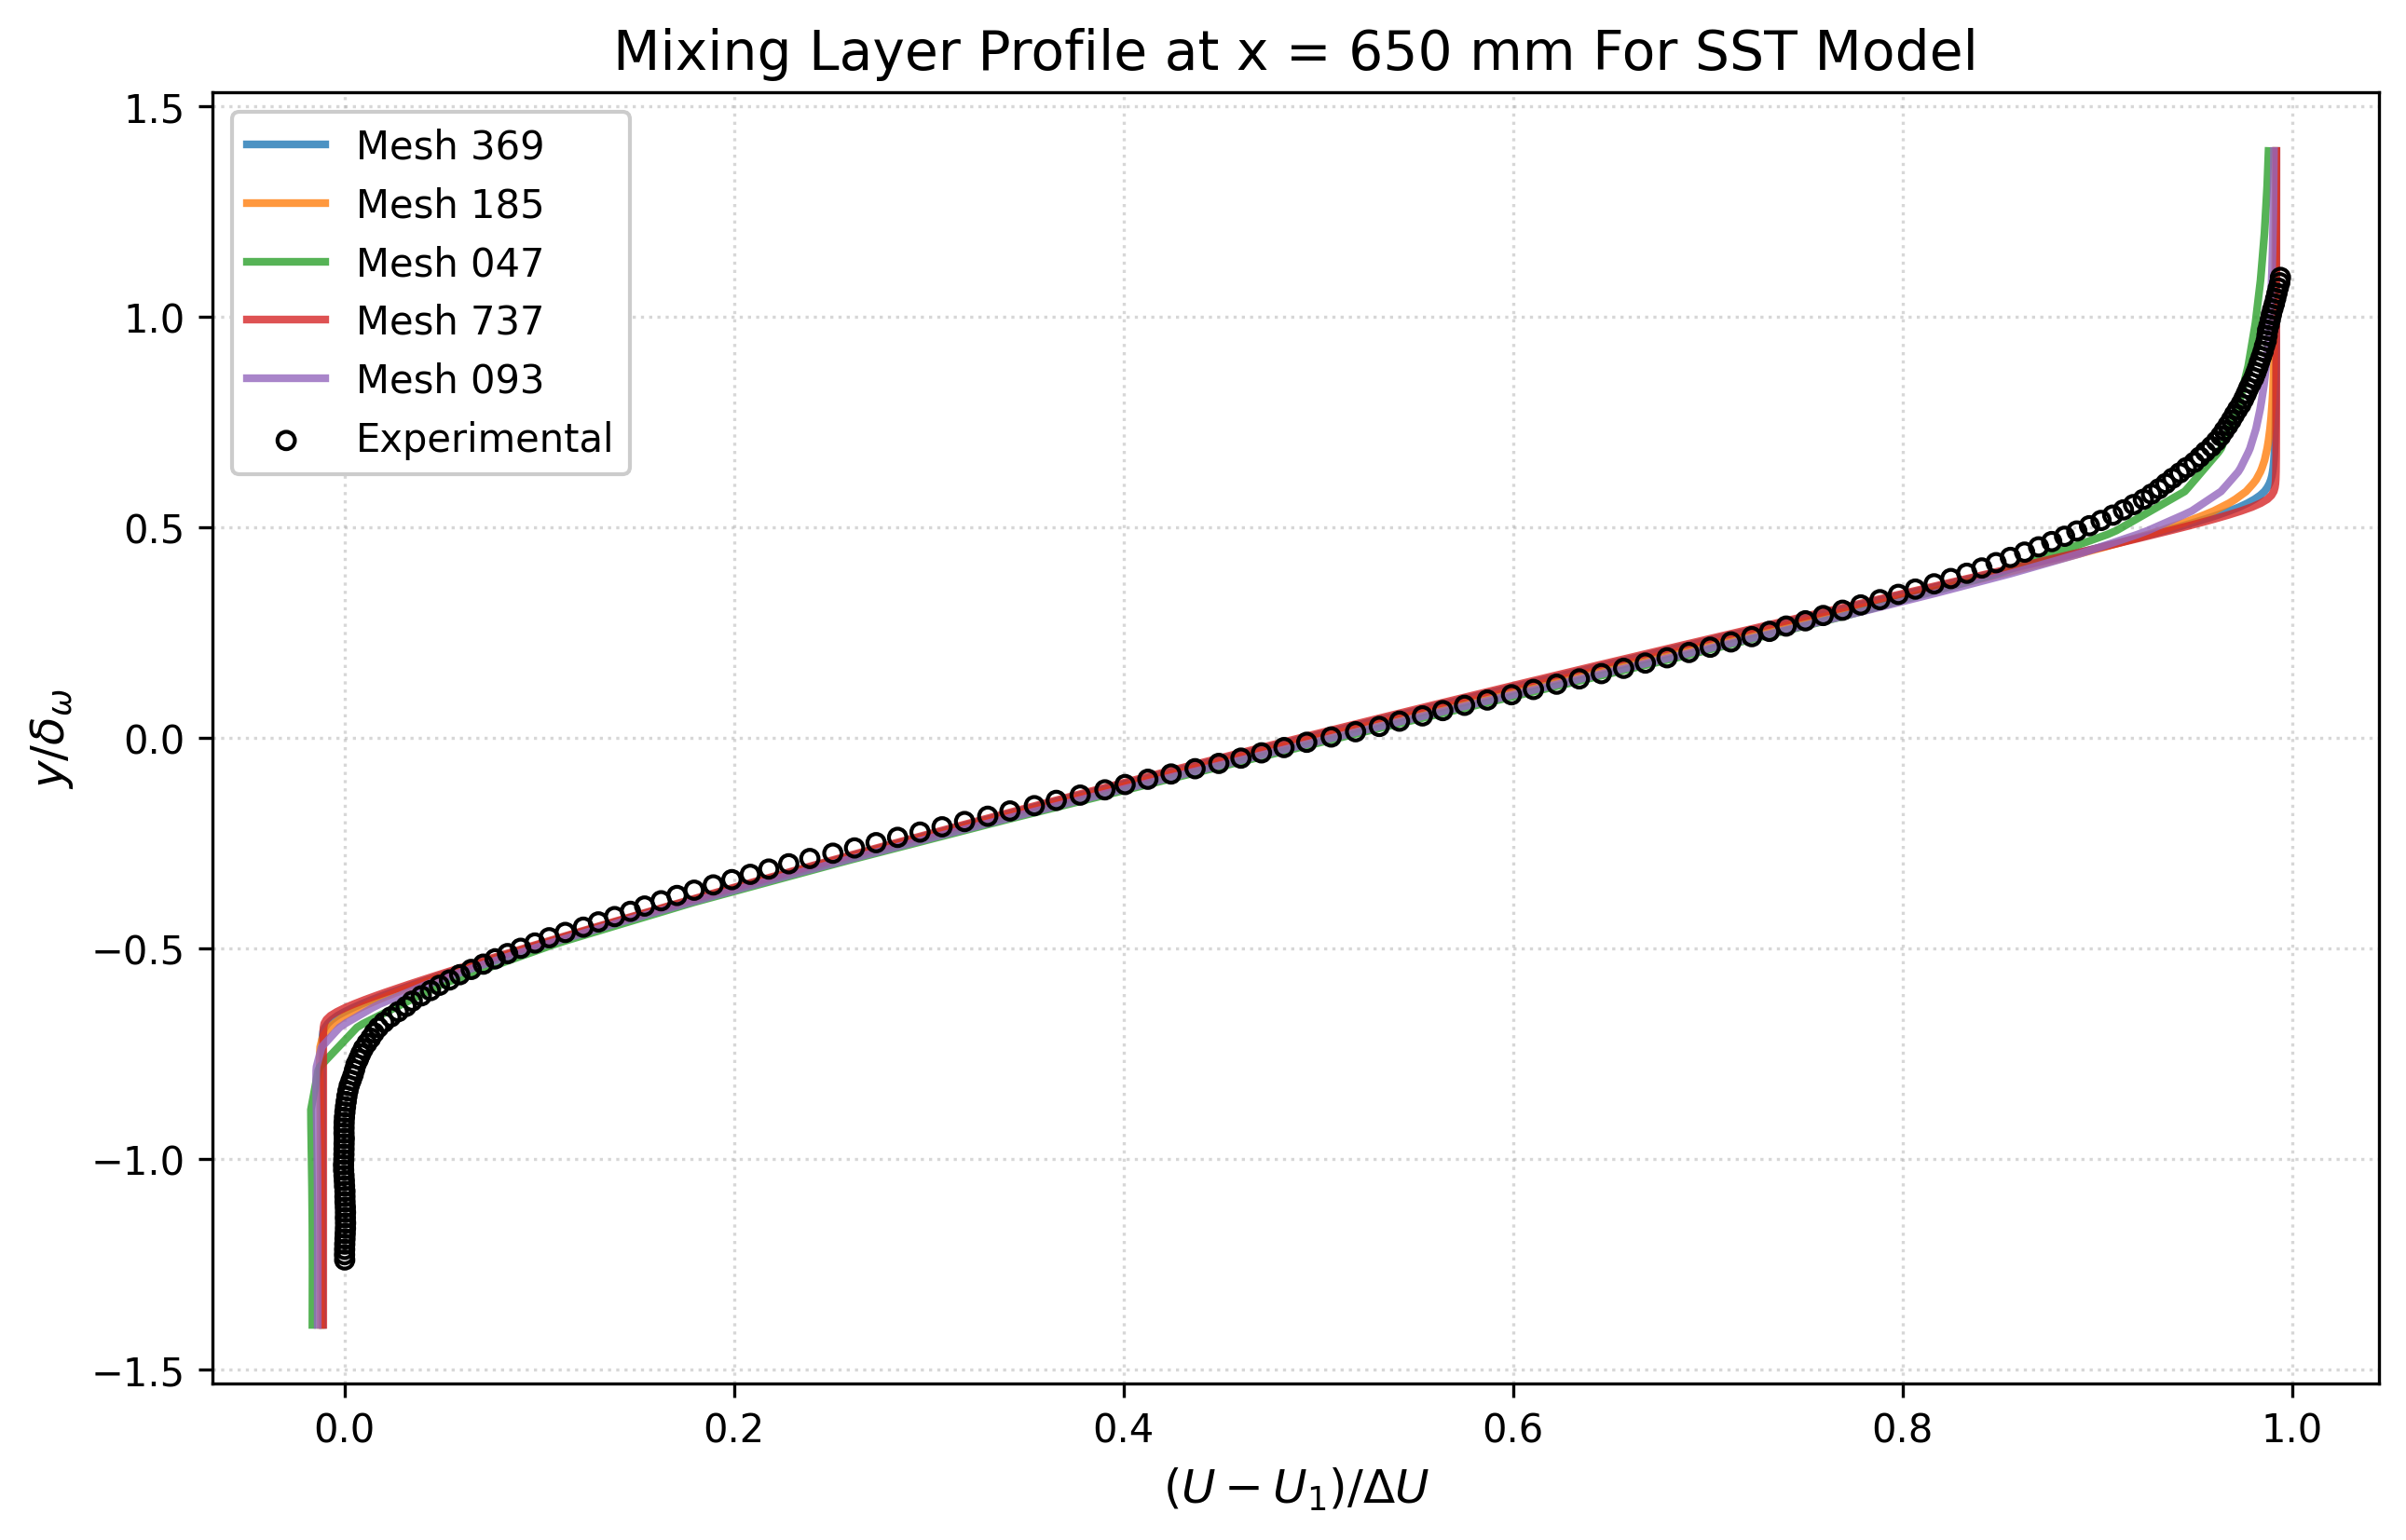 Mixing Layer Profile at x = 650 mm For SST Model
1.5
1.0
0.5
0.0
−0.5
−1.0
−1.5
y/δω
Mesh 369
Mesh 185
Mesh 047
Mesh 737
Mesh 093
Experimental
0.0 0.2 0.4 0.6 0.8 1.0
(U − U₁)/ΔU